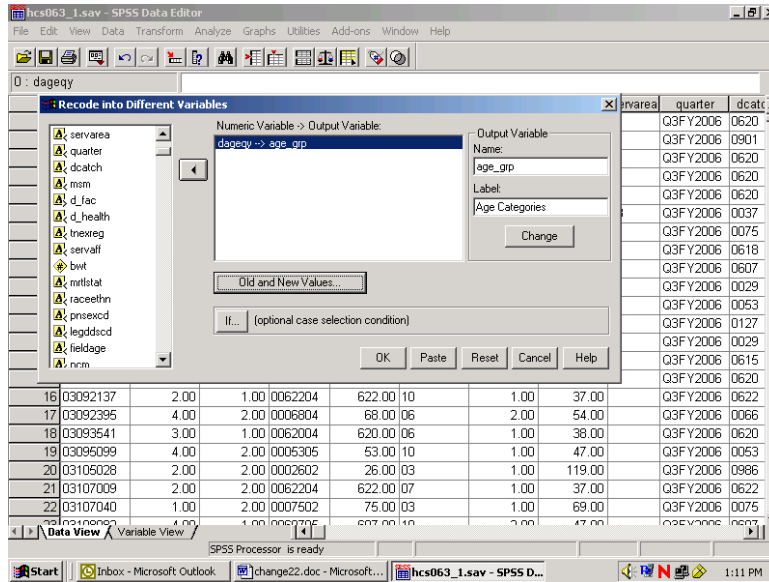 hcs063_1.sav - SPSS Data Editor
File Edit View Data Transform Analyze Graphs Utilities Add-ons Window Help
0 : dageqy
Recode into Different Variables
servarea
quarter
dcatch
msm
d_fac
d_health
tnexreg
servaff
bwt
mrtlstat
raceethn
pnsexcd
legddscd
fieldage
ncm
Numeric Variable -> Output Variable:
dageqy --> age_grp
Output Variable
Name:
age_grp
Label:
Age Categories
Change
Old and New Values...
If... (optional case selection condition)
OK Paste Reset Cancel Help
ervarea quarter dcatc
Q3FY2006 0620
Q3FY2006 0901
Q3FY2006 0620
Q3FY2006 0620
Q3FY2006 0620
Q3FY2006 0037
Q3FY2006 0075
Q3FY2006 0618
Q3FY2006 0607
Q3FY2006 0029
Q3FY2006 0053
Q3FY2006 0127
Q3FY2006 0029
Q3FY2006 0615
Q3FY2006 0620
16 03092137 2.00 1.00 0062204 622.00 10 1.00 37.00 Q3FY2006 0622
17 03092395 4.00 2.00 0006804 68.00 06 2.00 54.00 Q3FY2006 0066
18 03093541 3.00 1.00 0062004 620.00 06 1.00 38.00 Q3FY2006 0620
19 03095099 4.00 2.00 0005305 53.00 10 1.00 47.00 Q3FY2006 0053
20 03105028 2.00 2.00 0002602 26.00 03 1.00 119.00 Q3FY2006 0986
21 03107009 2.00 2.00 0062204 622.00 07 1.00 37.00 Q3FY2006 0622
22 03107040 1.00 2.00 0007502 75.00 03 1.00 69.00 Q3FY2006 0075
Data View Variable View
SPSS Processor is ready
Start Inbox - Microsoft Outlook change22.doc - Microsoft... hcs063_1.sav - SPSS D... 1:11 PM